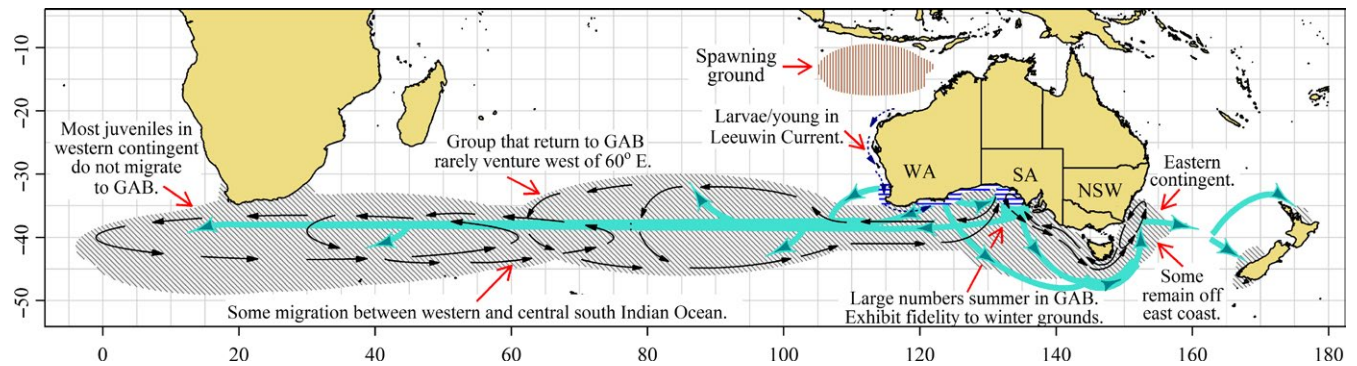 −10
−20
−30
−40
−50
Spawning
ground
Most juveniles in
western contingent
do not migrate
to GAB.
Group that return to GAB
rarely venture west of 60° E.
Larvae/young in
Leeuwin Current.
WA
SA
NSW
Eastern
contingent.
Some migration between western and central south Indian Ocean.
Large numbers summer in GAB.
Exhibit fidelity to winter grounds.
Some
remain off
east coast.
0 20 40 60 80 100 120 140 160 180